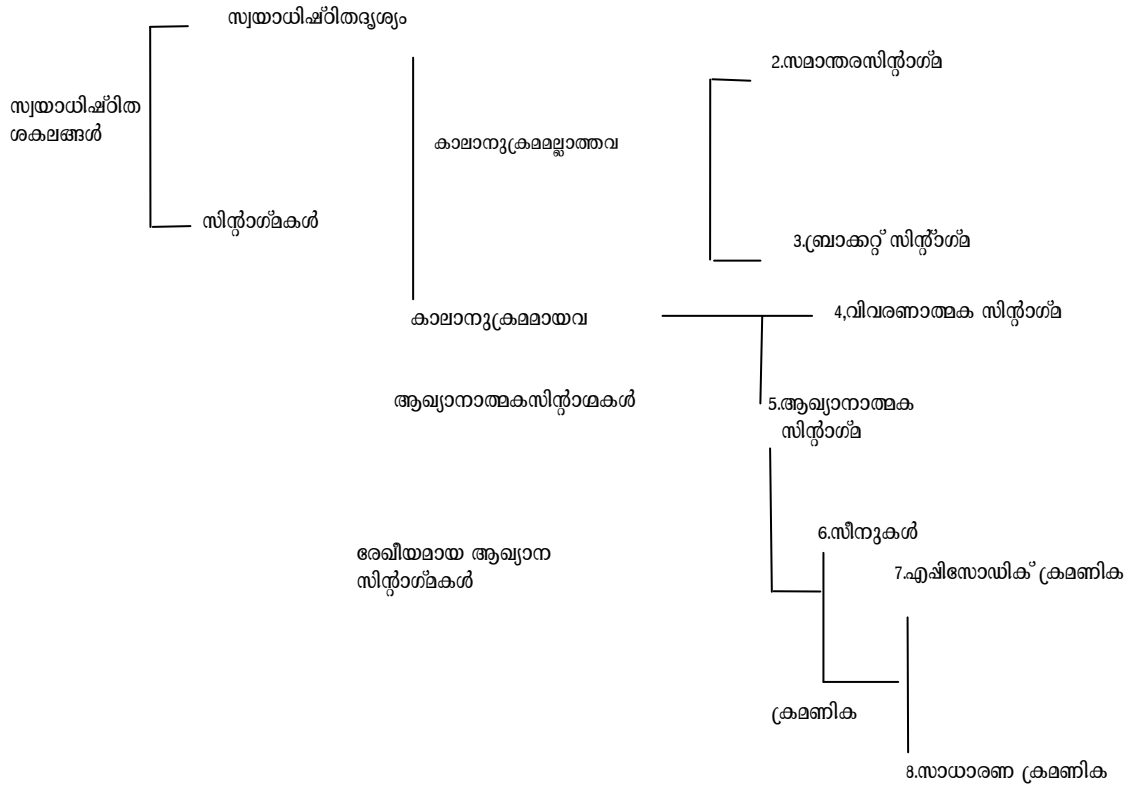 സ്വയാധിഷ്ഠിതദൃശ്യം
2.സമാന്തരസിന്റാഗ്മ
സ്വയാധിഷ്ഠിത
ശകലങ്ങൾ
കാലാനുക്രമമല്ലാത്തവ
സിന്റാഗ്മകൾ
3.ബ്രാക്കറ്റ് സിന്റ്ാഗ്മ
കാലാനുക്രമമായവ
4,വിവരണാത്മക സിന്റാഗ്മ
ആഖ്യാനാത്മകസിന്റാഗ്മകൾ
5.ആഖ്യാനാത്മക
സിന്റാഗ്മ
6.സീനുകൾ
രേഖീയമായ ആഖ്യാന
സിന്റാഗ്മകൾ
7.എപ്പിസോഡിക് ക്രമണിക
ക്രമണിക
8.സാധാരണ ക്രമണിക